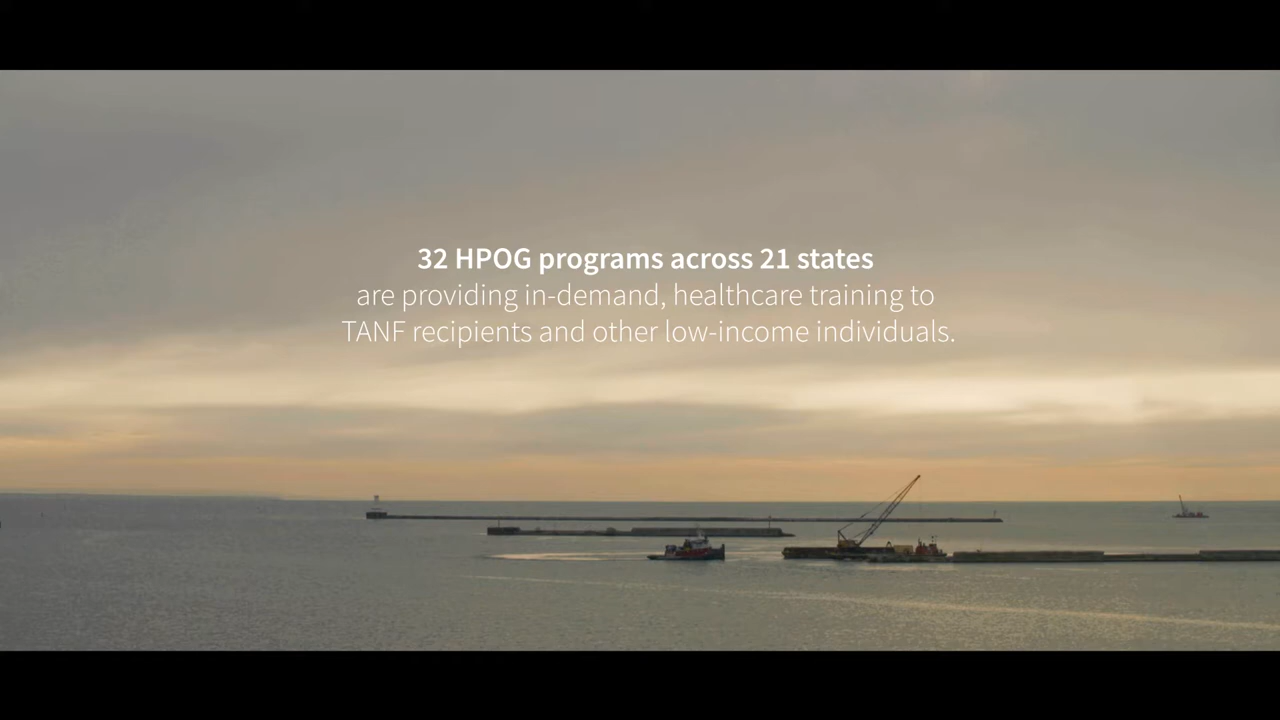 32 HPOG programs across 21 states
are providing in-demand, healthcare training to
TANF recipients and other low-income individuals.